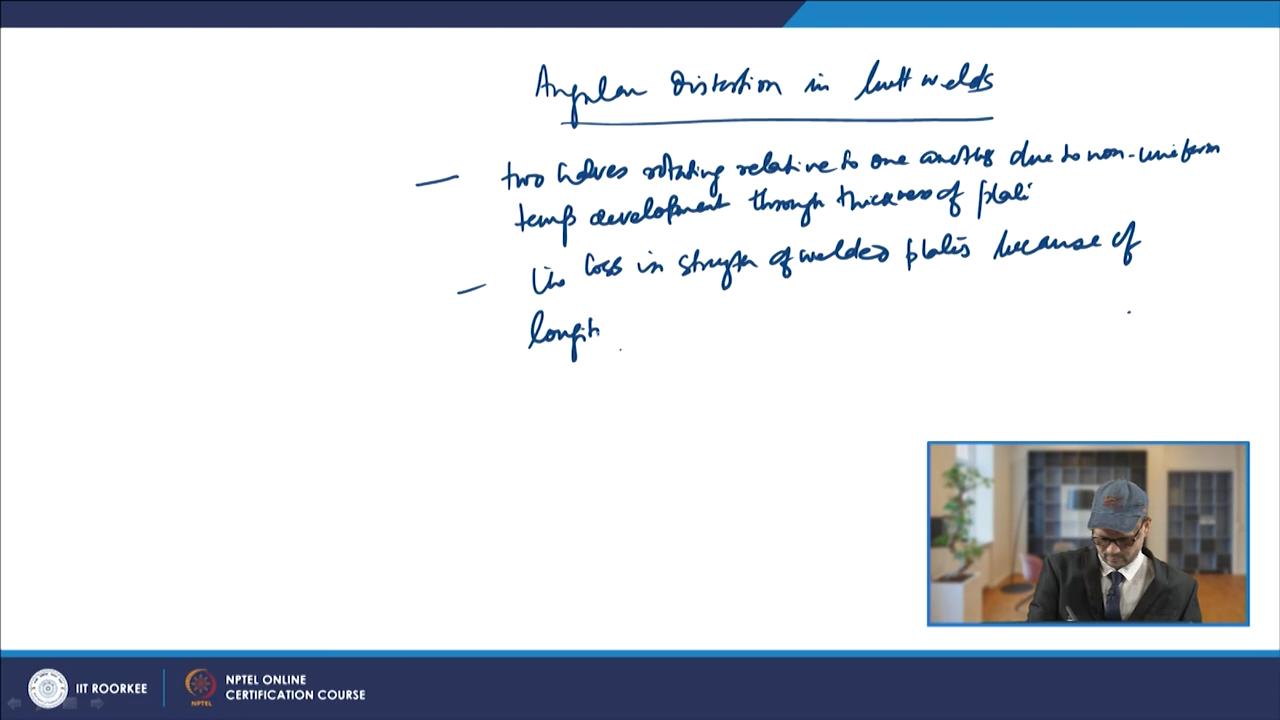 Angular Distortion in butt welds
— two halves rotating relative to one another due to non-uniform
temp development through thickness of plate
— loss in strength of welded plates because of
longit
IIT ROORKEE
NPTEL ONLINE
CERTIFICATION COURSE
NPTEL